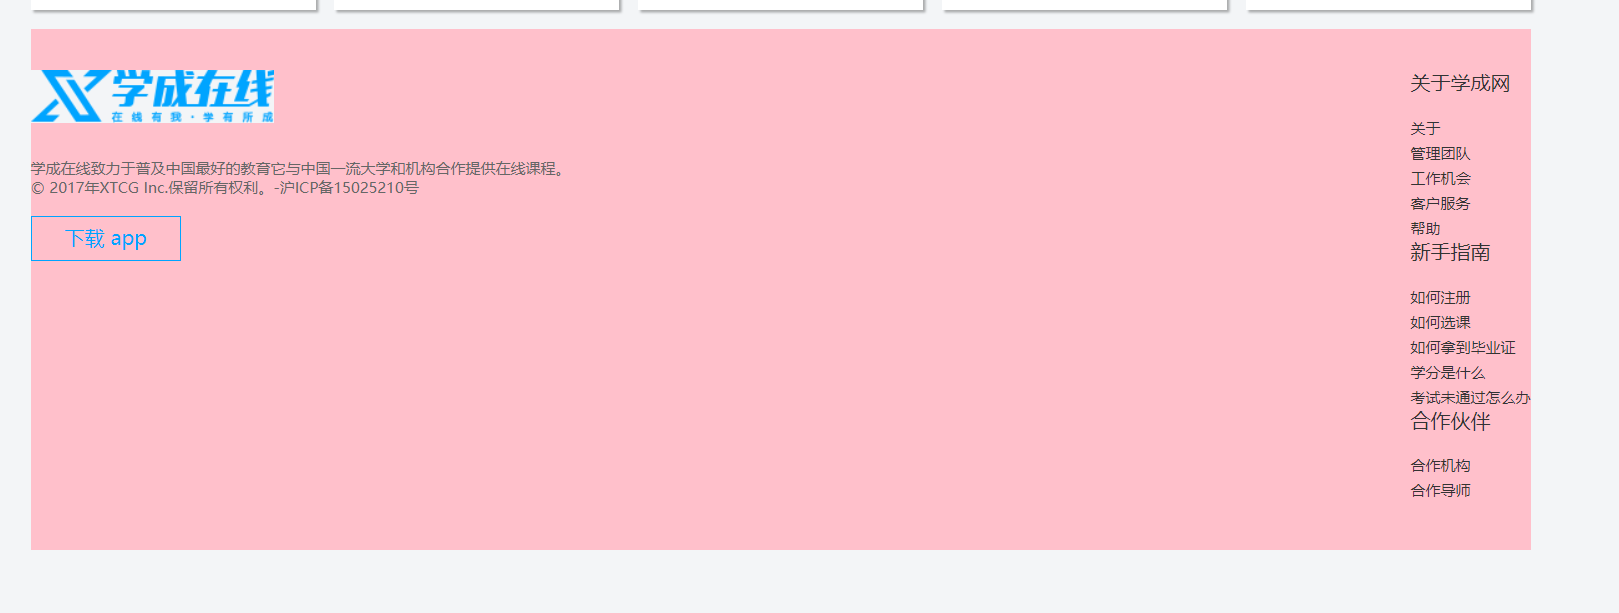 学成在线
在线有我·学有所成
学成在线致力于普及中国最好的教育它与中国一流大学和机构合作提供在线课程。
© 2017年XTCG Inc.保留所有权利。-沪ICP备15025210号
下载 app
关于学成网
关于
管理团队
工作机会
客户服务
帮助
新手指南
如何注册
如何选课
如何拿到毕业证
学分是什么
考试未通过怎么办
合作伙伴
合作机构
合作导师